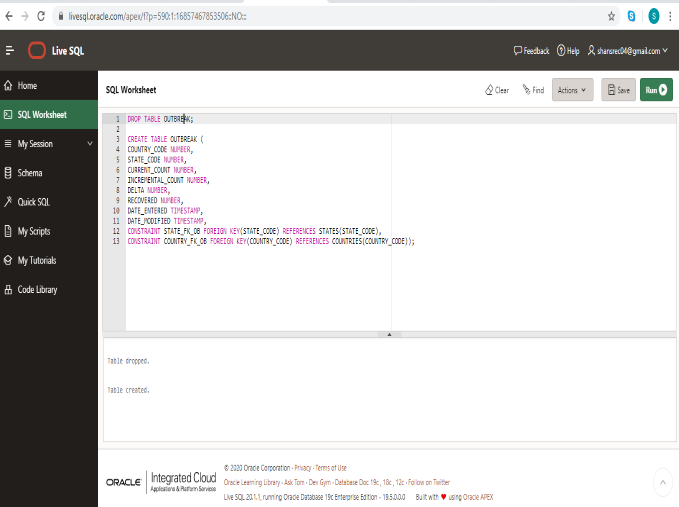 livesql.oracle.com/apex/f?p=590:1:16857467853506::NO:::
S
Live SQL
Feedback
Help
shansrec04@gmail.com
Home
SQL Worksheet
My Session
Schema
Quick SQL
My Scripts
My Tutorials
Code Library
SQL Worksheet
Clear
Find
Actions
Save
Run
1 DROP TABLE OUTBREAK;
2
3 CREATE TABLE OUTBREAK (
4 COUNTRY_CODE NUMBER,
5 STATE_CODE NUMBER,
6 CURRENT_COUNT NUMBER,
7 INCREMENTAL_COUNT NUMBER,
8 DELTA NUMBER,
9 RECOVERED NUMBER,
10 DATE_ENTERED TIMESTAMP,
11 DATE_MODIFIED TIMESTAMP,
12 CONSTRAINT STATE_FK_OB FOREIGN KEY(STATE_CODE) REFERENCES STATES(STATE_CODE),
13 CONSTRAINT COUNTRY_FK_OB FOREIGN KEY(COUNTRY_CODE) REFERENCES COUNTRIES(COUNTRY_CODE));
Table dropped.
Table created.
ORACLE
Integrated Cloud
Applications & Platform Services
© 2020 Oracle Corporation · Privacy · Terms of Use
Oracle Learning Library · Ask Tom · Dev Gym · Database Doc 19c, 18c, 12c · Follow on Twitter
Live SQL 20.1.1, running Oracle Database 19c Enterprise Edition - 19.5.0.0.0 Built with ♥ using Oracle APEX